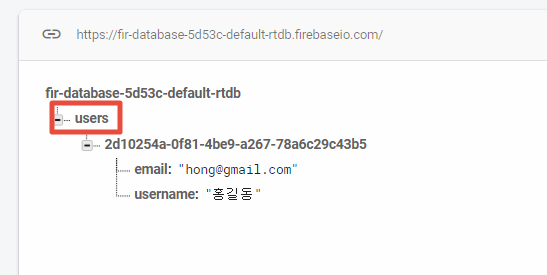 https://fir-database-5d53c-default-rtdb.firebaseio.com/
fir-database-5d53c-default-rtdb
users
2d10254a-0f81-4be9-a267-78a6c29c43b5
email: "hong@gmail.com"
username: "홍길동"